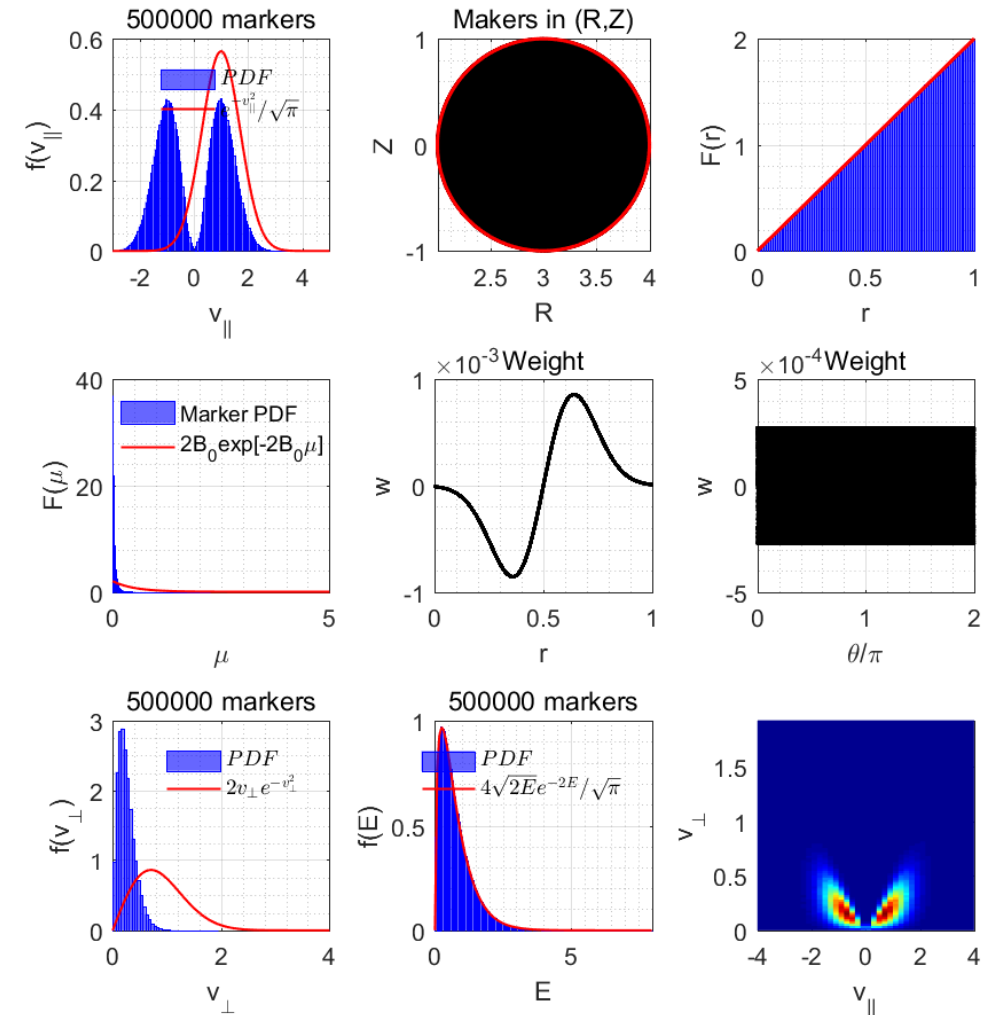 500000 markers
0.6
0.4
0.2
0
-2 0 2 4
f(v∥)
v∥
PDF
-v∥²/√π
Makers in (R,Z)
1
0
-1
2.5 3 3.5 4
Z
R
2
1
0
0 0.5 1
F(r)
r
40
20
0
0 5
F(μ)
μ
Marker PDF
2B₀exp[-2B₀μ]
×10⁻³ Weight
1
0
-1
0 0.5 1
w
r
×10⁻⁴ Weight
5
0
-5
0 1 2
w
θ/π
500000 markers
3
2
1
0
0 2 4
f(v⊥)
v⊥
PDF
2v⊥e^{-v⊥²}
500000 markers
1
0.5
0
0 5
f(E)
E
PDF
4√2Ee^{-2E}/√π
1.5
1
0.5
0
-4 -2 0 2 4
v⊥
v∥